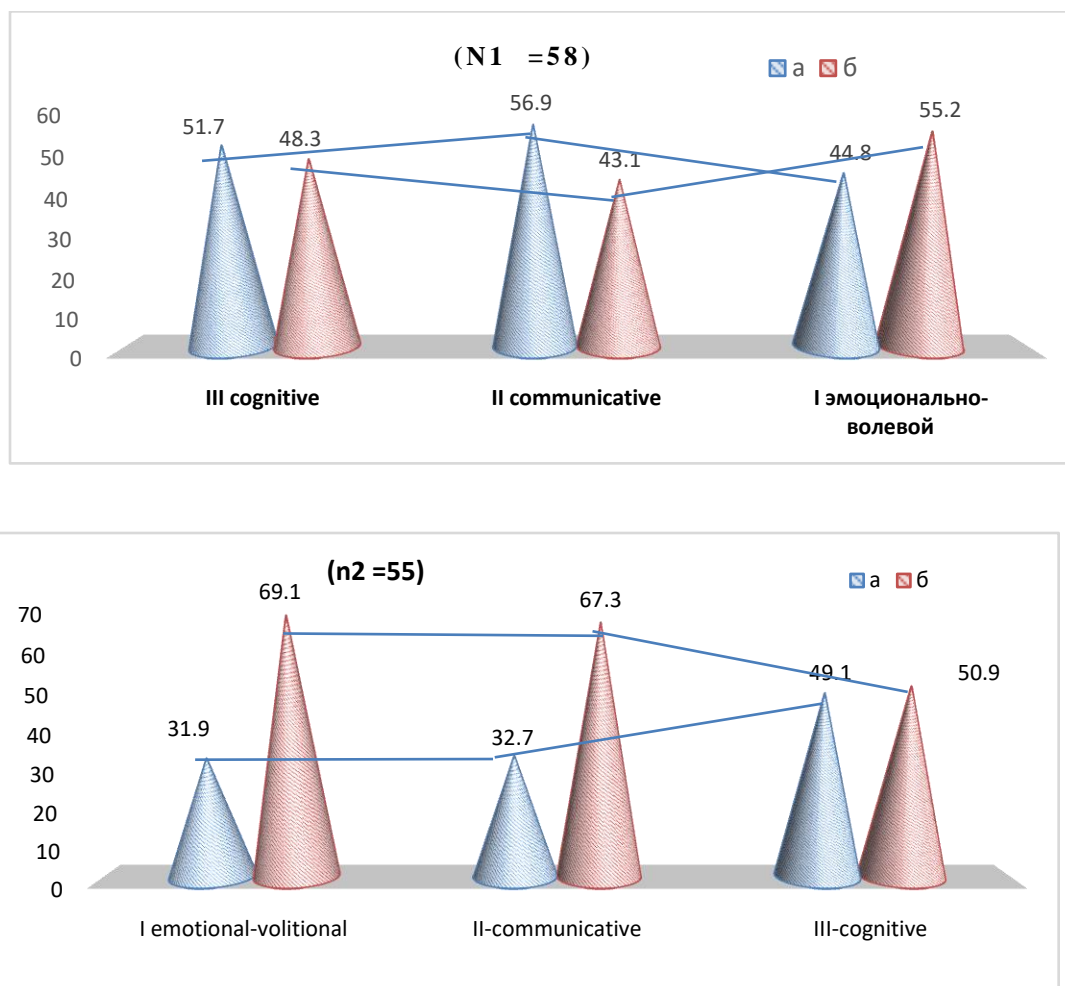 (N1 =58)
а б
56.9
55.2
51.7
48.3
44.8
43.1
60
50
40
30
20
10
0
III cognitive
II communicative
I эмоционально-
волевой
(n2 =55)
а б
69.1
67.3
49.1
50.9
31.9
32.7
70
60
50
40
30
20
10
0
I emotional-volitional
II-communicative
III-cognitive